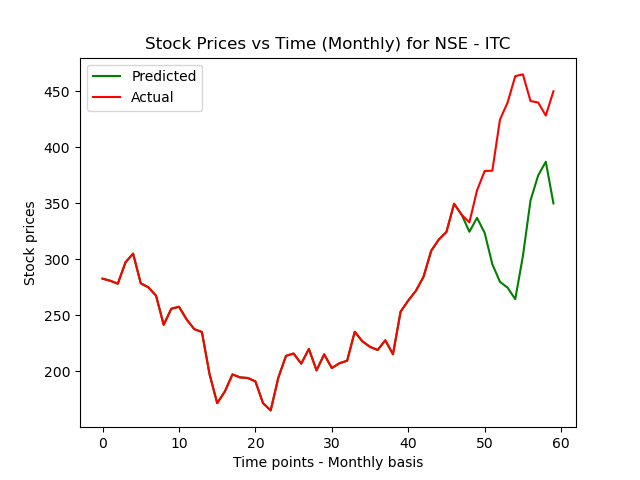 Stock Prices vs Time (Monthly) for NSE - ITC
Predicted
Actual
450
400
350
300
250
200
Stock prices
0 10 20 30 40 50 60
Time points - Monthly basis